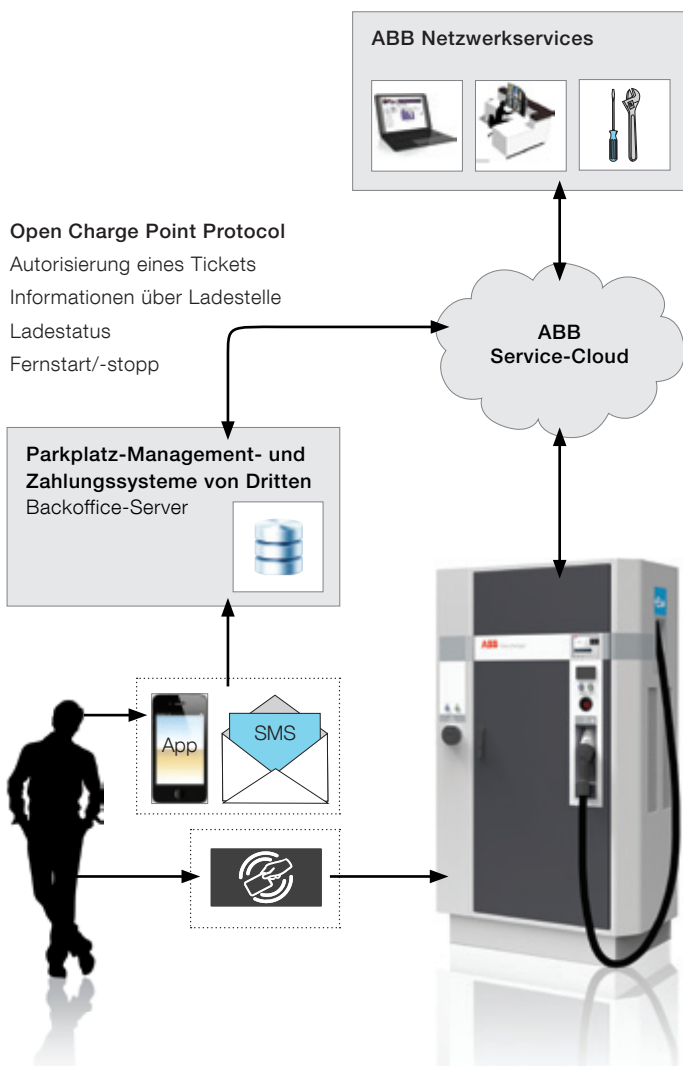 ABB Netzwerkservices
Open Charge Point Protocol
Autorisierung eines Tickets
Informationen über Ladestelle
Ladestatus
Fernstart/-stopp
ABB
Service-Cloud
Parkplatz-Management- und
Zahlungssysteme von Dritten
Backoffice-Server
App
SMS
ABB